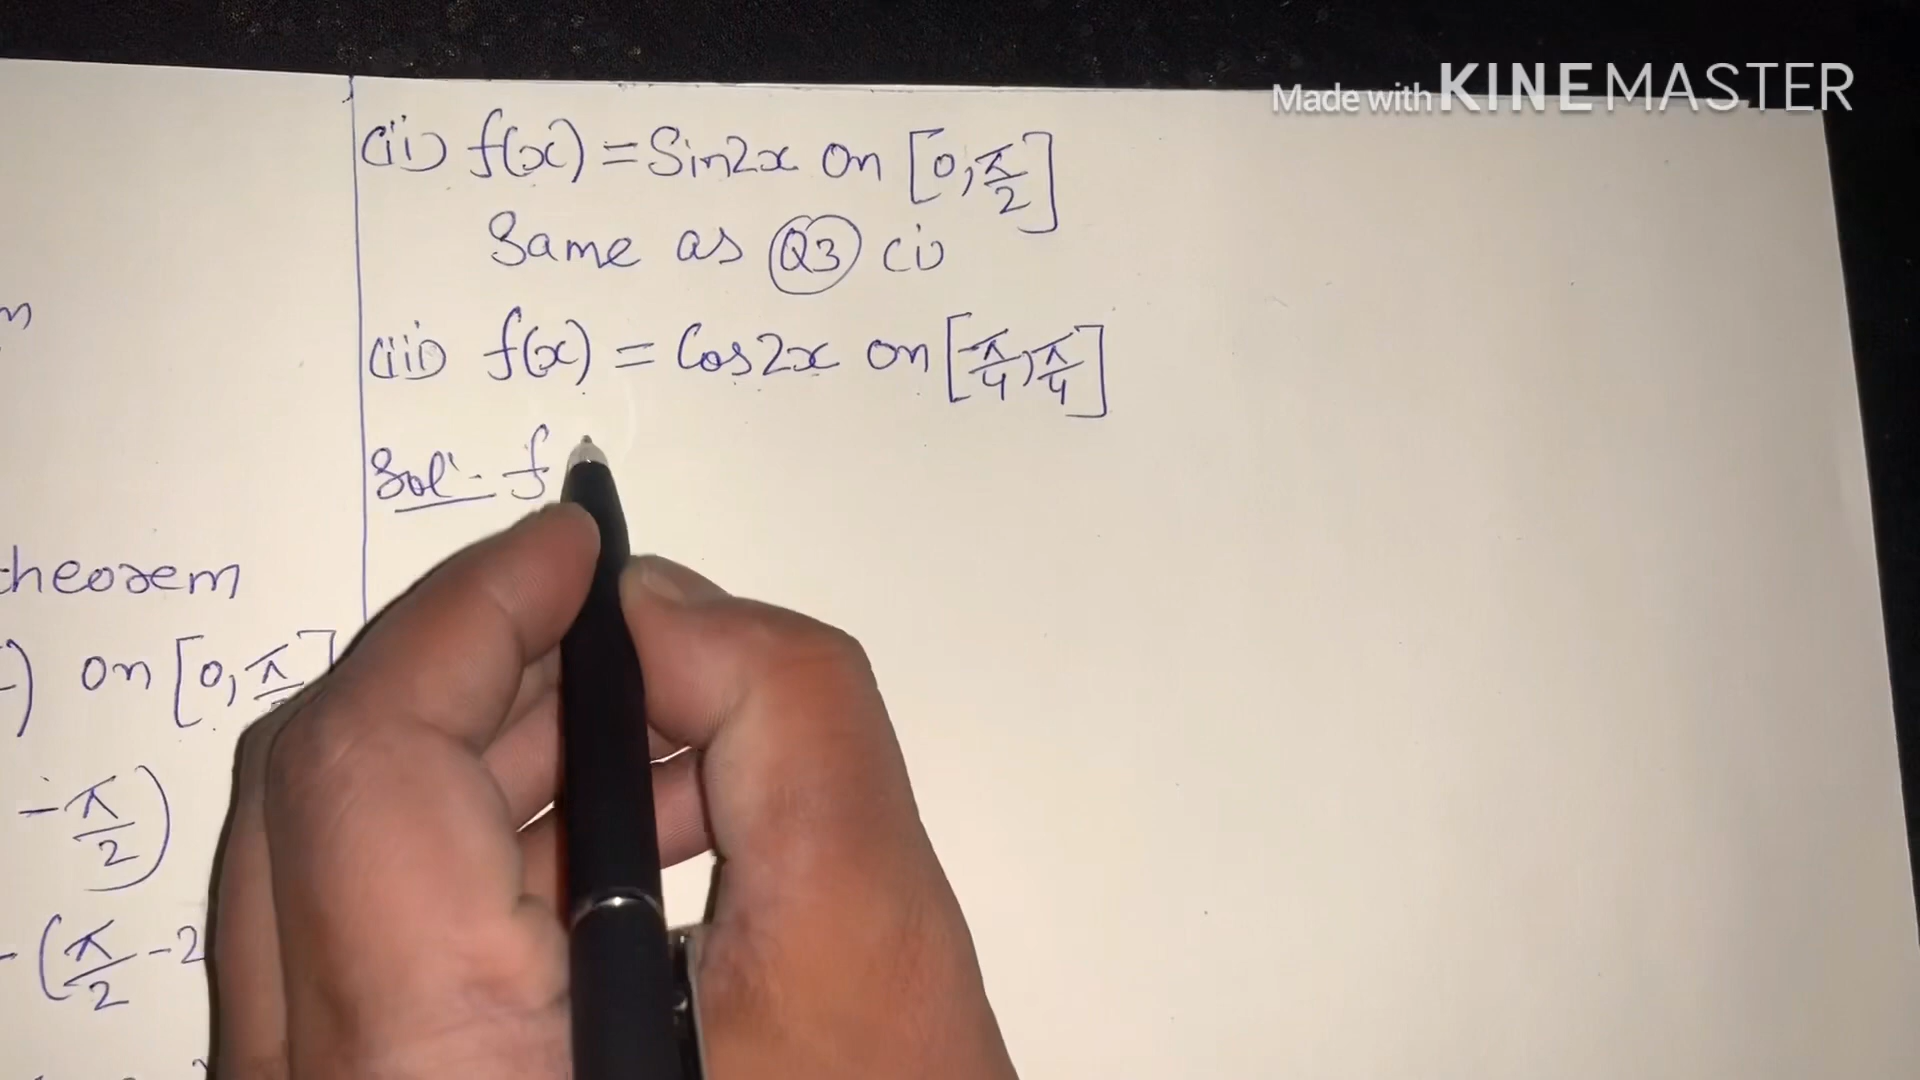 Made with KINEMASTER
(ii) f(x) = Sin2x on [0, π/2]
Same as Q3 (i)
(iii) f(x) = Cos2x on [-π/4, π/4]
Sol:- f
theorem
) on [0, π
-π/2)
-(π/2 -2